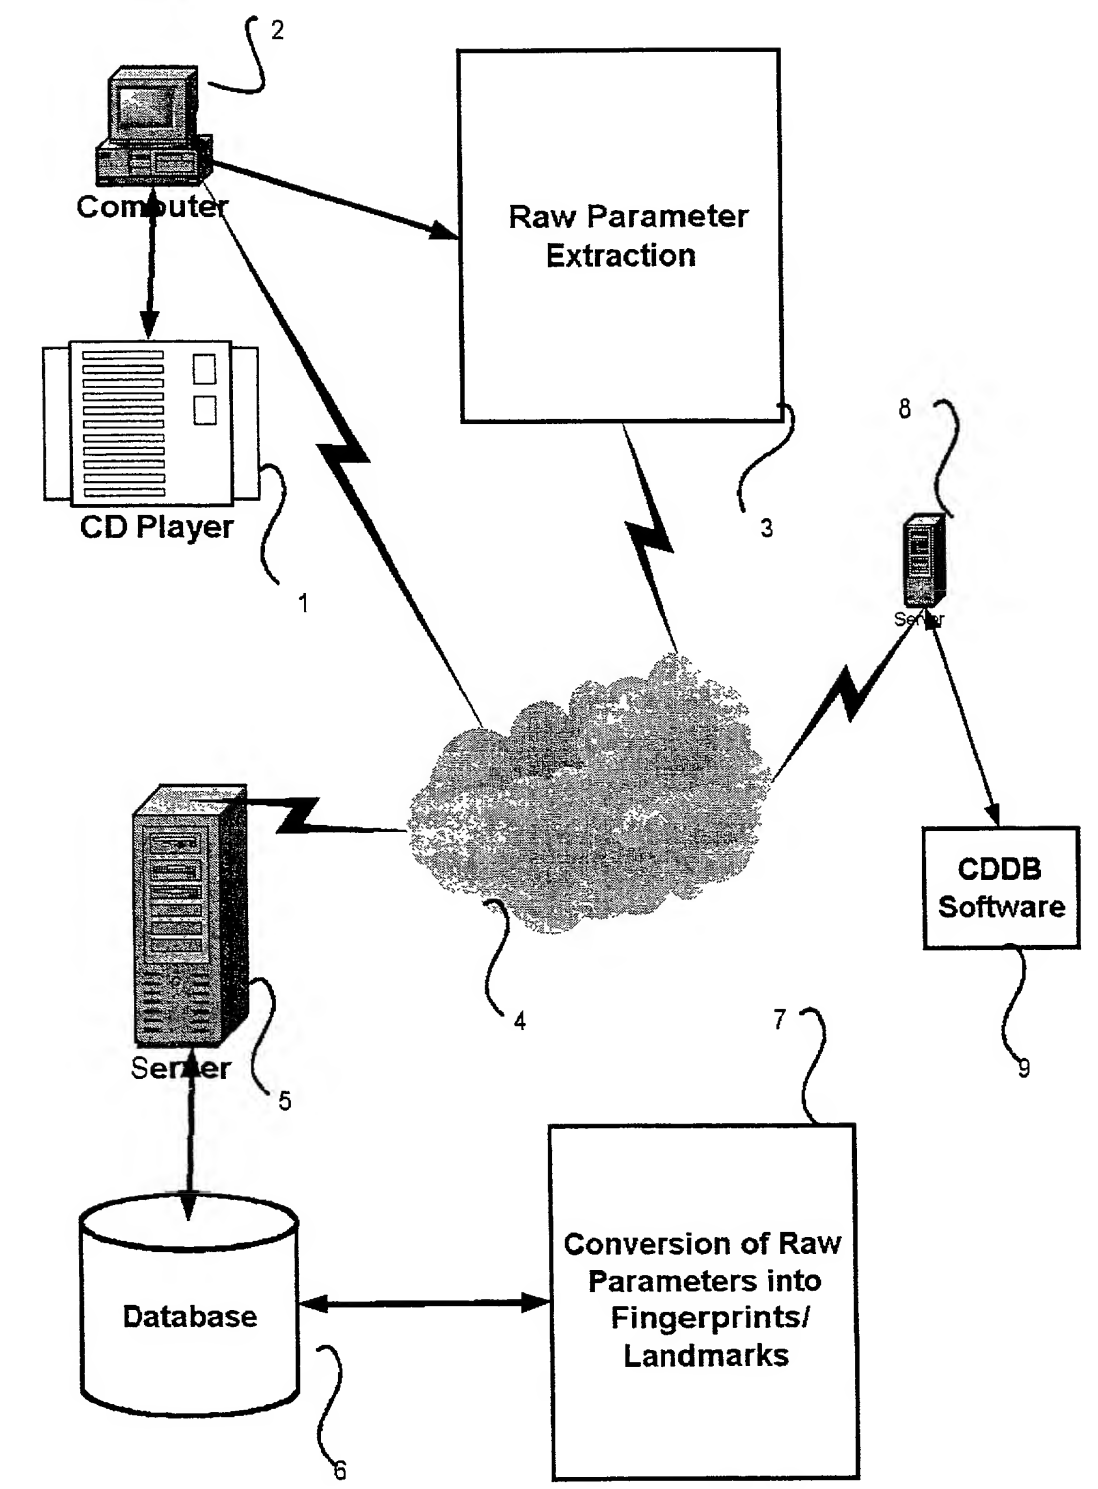 2
Computer
Raw Parameter
Extraction
8
CD Player
3
1
Server
CDDB
Software
4
7
Server
5
9
Conversion of Raw
Parameters into
Fingerprints/
Landmarks
Database
6